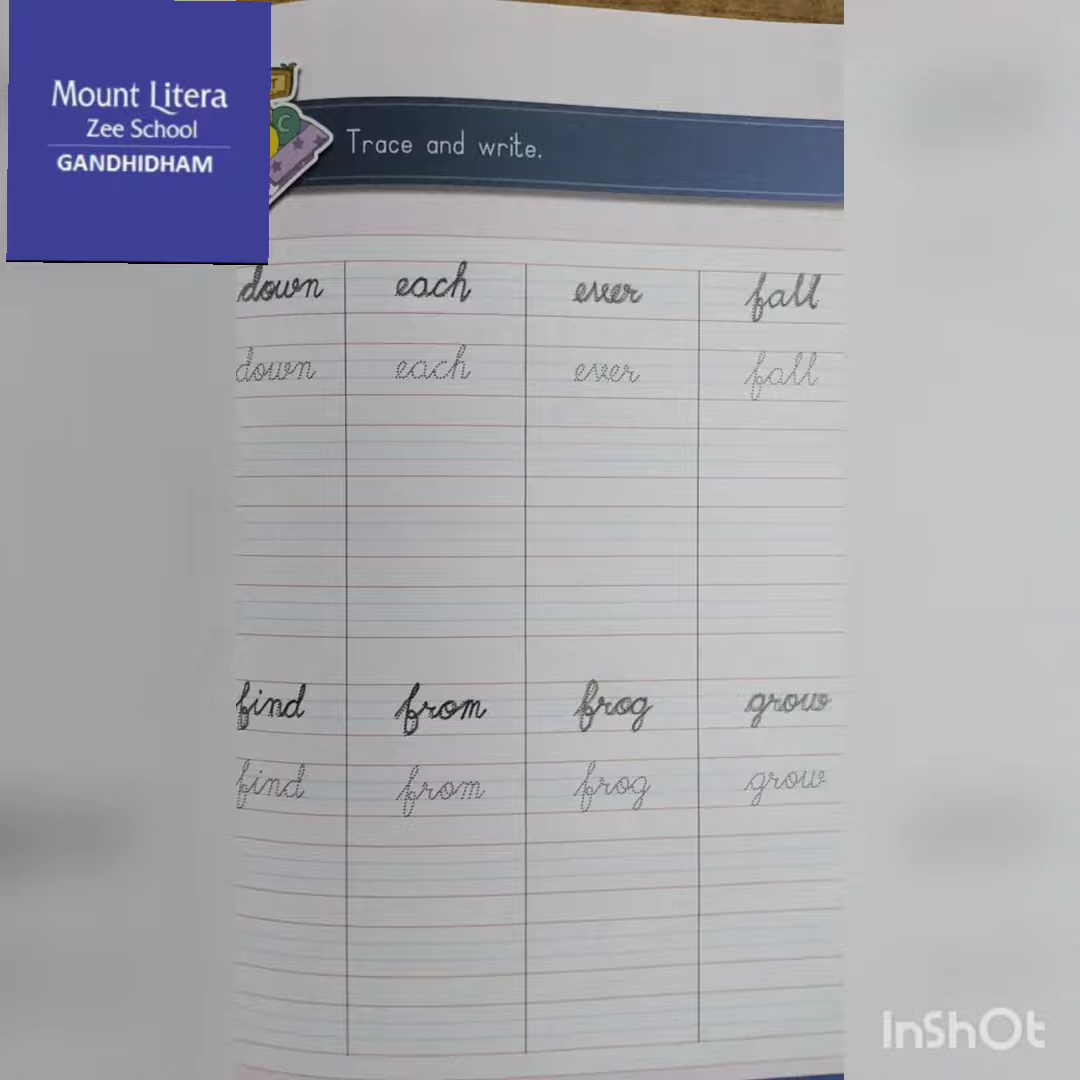 Mount Litera
Zee School
GANDHIDHAM
T
C
Trace and write.
down each ever fall
down each ever fall
find from frog grow
find from frog grow
InShOt